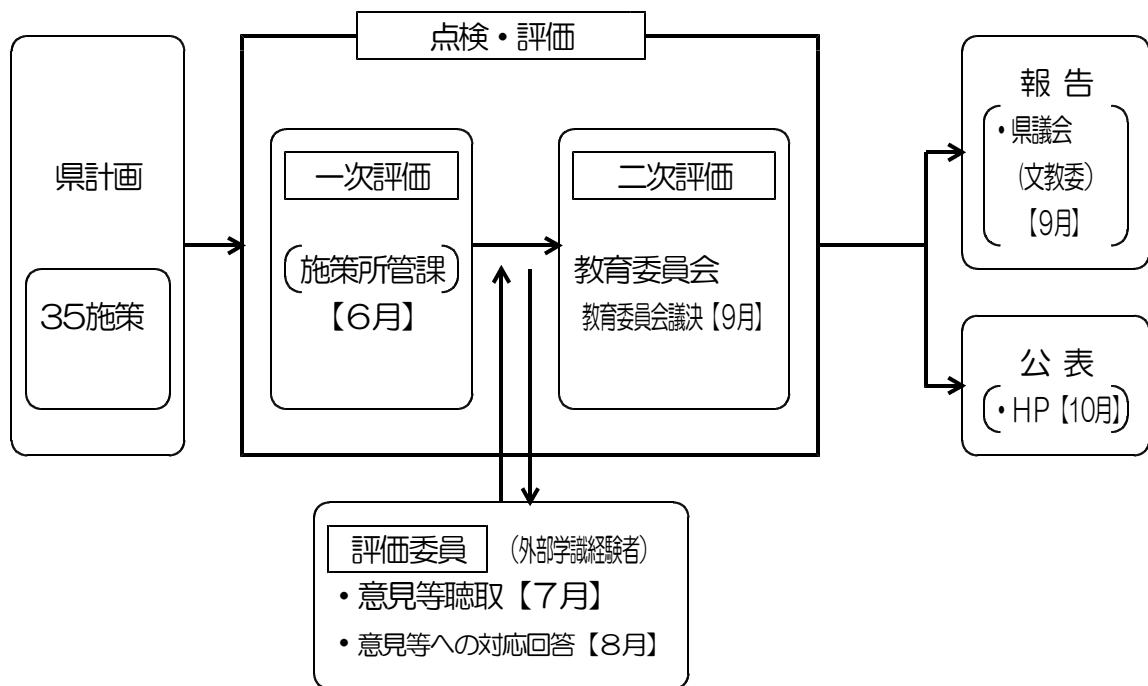 点検・評価
県計画
35施策
一次評価
施策所管課
【6月】
二次評価
教育委員会
教育委員会議決【9月】
評価委員 （外部学識経験者）
・意見等聴取【7月】
・意見等への対応回答【8月】
報 告
・県議会
（文教委）
【9月】
公 表
・HP【10月】